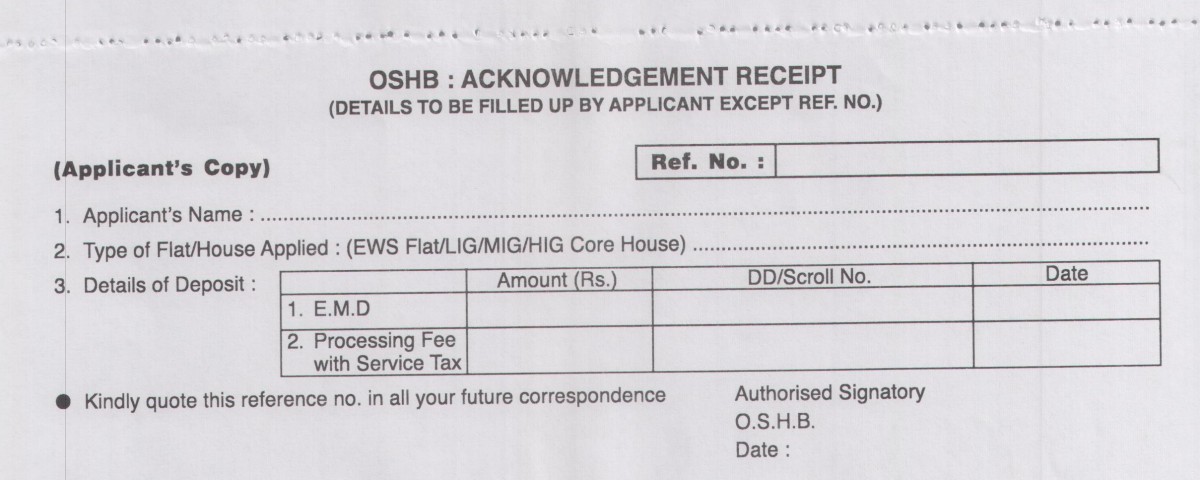 OSHB : ACKNOWLEDGEMENT RECEIPT
(DETAILS TO BE FILLED UP BY APPLICANT EXCEPT REF. NO.)
(Applicant's Copy)
Ref. No. :
1. Applicant's Name : ..........................................................................................
2. Type of Flat/House Applied : (EWS Flat/LIG/MIG/HIG Core House) ..........................................
3. Details of Deposit :
Amount (Rs.) DD/Scroll No. Date
1. E.M.D
2. Processing Fee
with Service Tax
● Kindly quote this reference no. in all your future correspondence
Authorised Signatory
O.S.H.B.
Date :